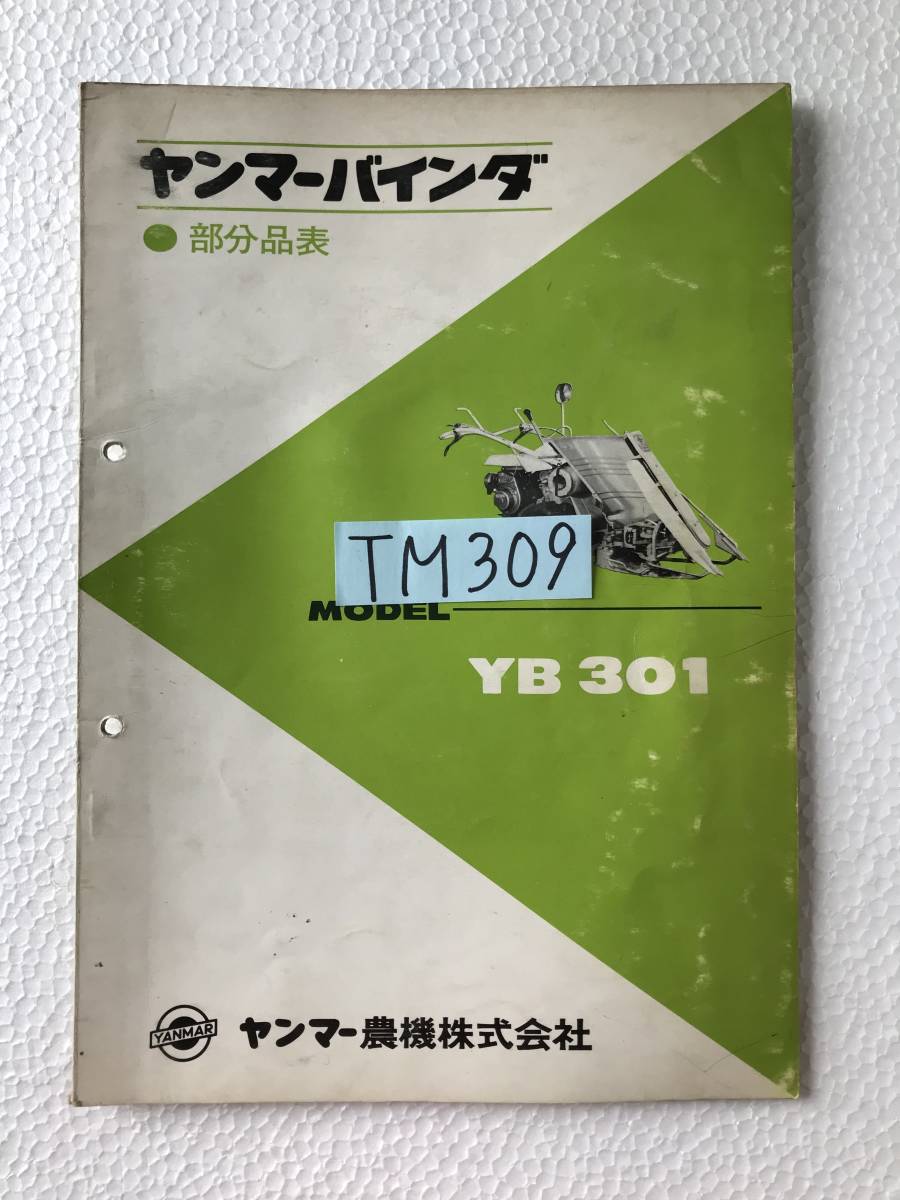 ヤンマーバインダ
● 部分品表
TM309
MODEL
YB 301
YANMAR
ヤンマー農機株式会社